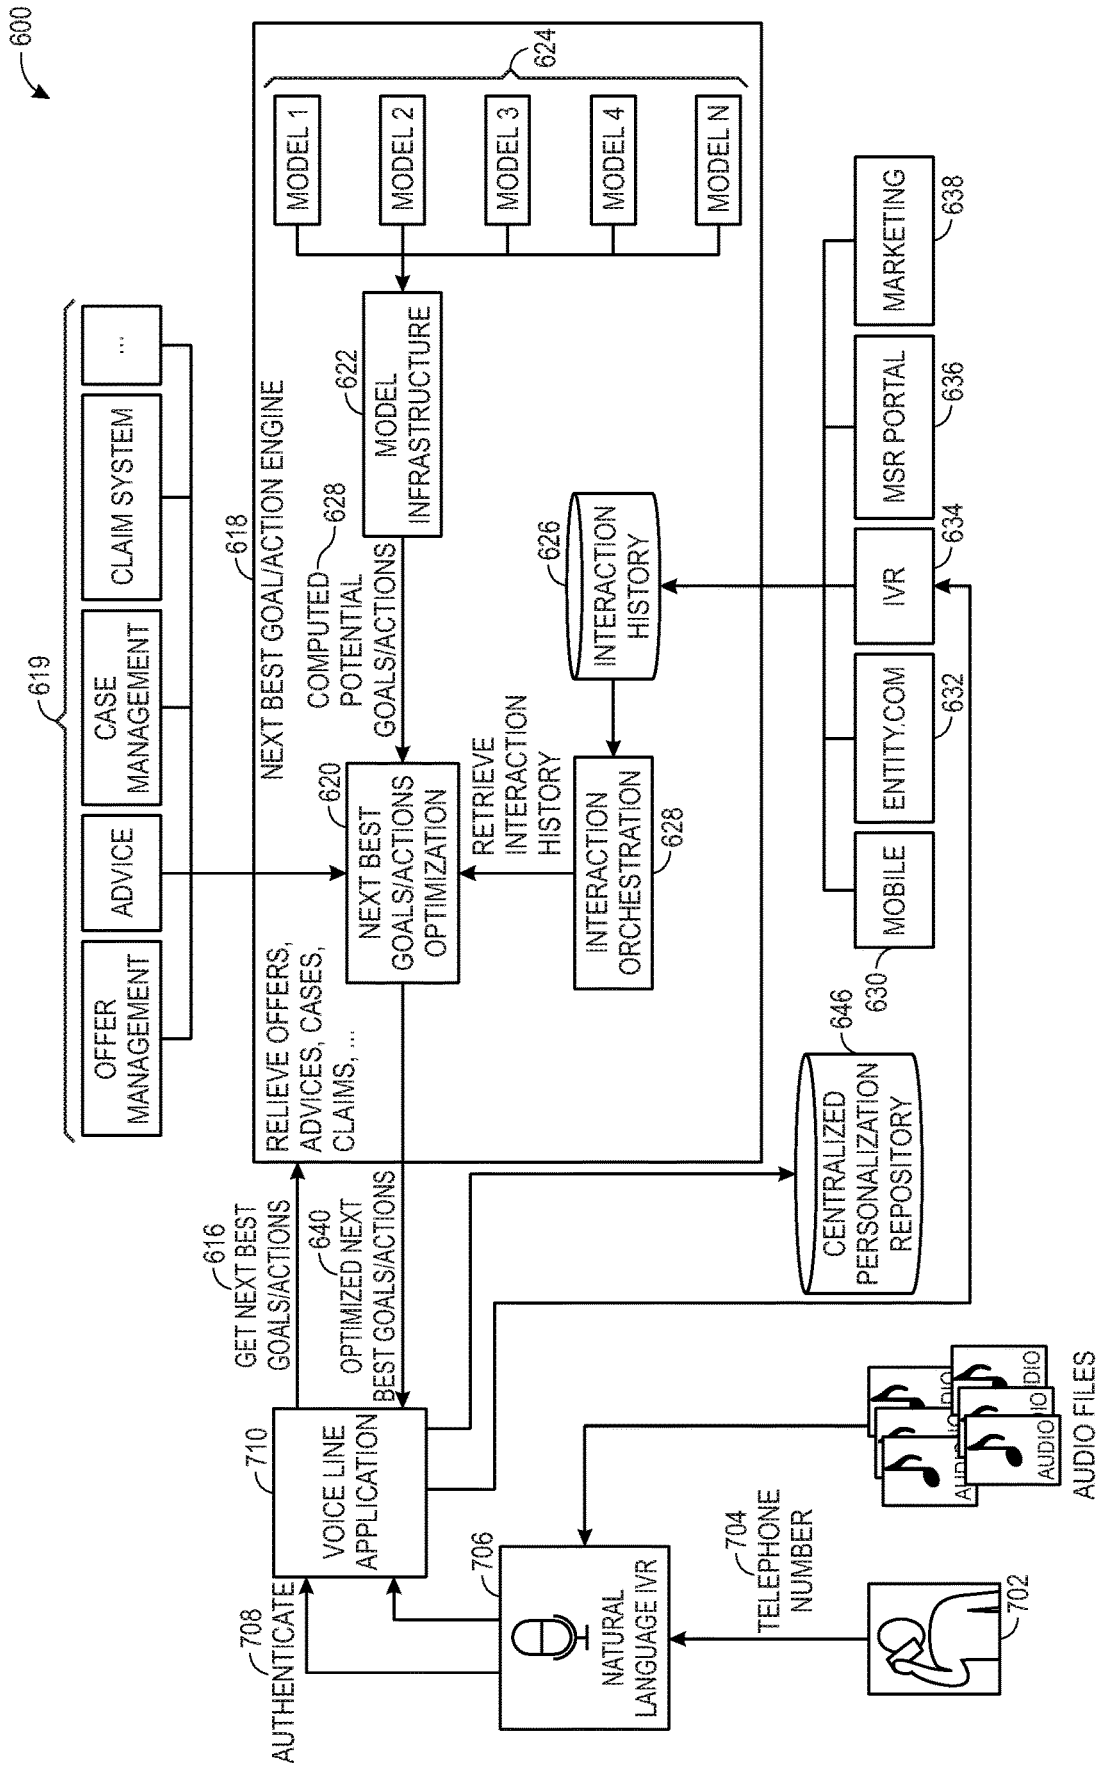 600
619
OFFER
MANAGEMENT
ADVICE
CASE
MANAGEMENT
CLAIM SYSTEM
...
708
AUTHENTICATE
710
VOICE LINE
APPLICATION
616
GET NEXT BEST
GOALS/ACTIONS
640
OPTIMIZED NEXT
BEST GOALS/ACTIONS
618
NEXT BEST GOAL/ACTION ENGINE
RELIEVE OFFERS,
ADVICES, CASES,
CLAIMS, ...
620
NEXT BEST
GOALS/ACTIONS
OPTIMIZATION
COMPUTED
628
POTENTIAL
GOALS/ACTIONS
622
MODEL
INFRASTRUCTURE
MODEL 1
MODEL 2
MODEL 3
MODEL 4
MODEL N
624
RETRIEVE
INTERACTION
HISTORY
INTERACTION
ORCHESTRATION
628
626
INTERACTION
HISTORY
706
NATURAL
LANGUAGE IVR
704
TELEPHONE
NUMBER
702
AUDIO
AUDIO
DIO
DIO
DIO
AUD
AUDIO FILES
646
CENTRALIZED
PERSONALIZATION
REPOSITORY
630
MOBILE
ENTITY.COM
632
IVR
634
MSR PORTAL
636
MARKETING
638